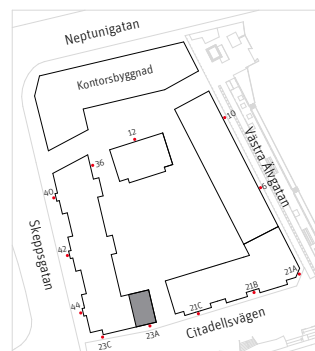 Neptunigatan
Kontorsbyggnad
10
12
36
Västra Älvgatan
6
40
Skeppsgatan
42
21A
21B
44
21C
23A
Citadellsvägen
23C